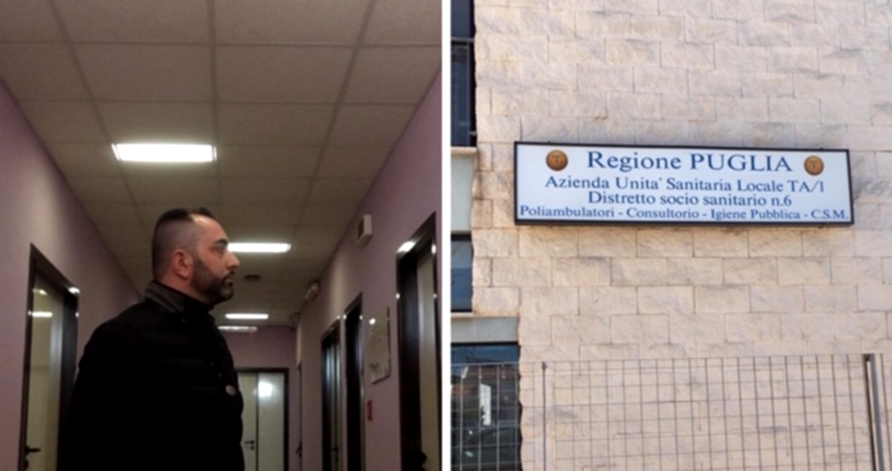 Regione PUGLIA
Azienda Unita' Sanitaria Locale TA/1
Distretto socio sanitario n.6
Poliambulatori - Consultorio - Igiene Pubblica - C.S.M.